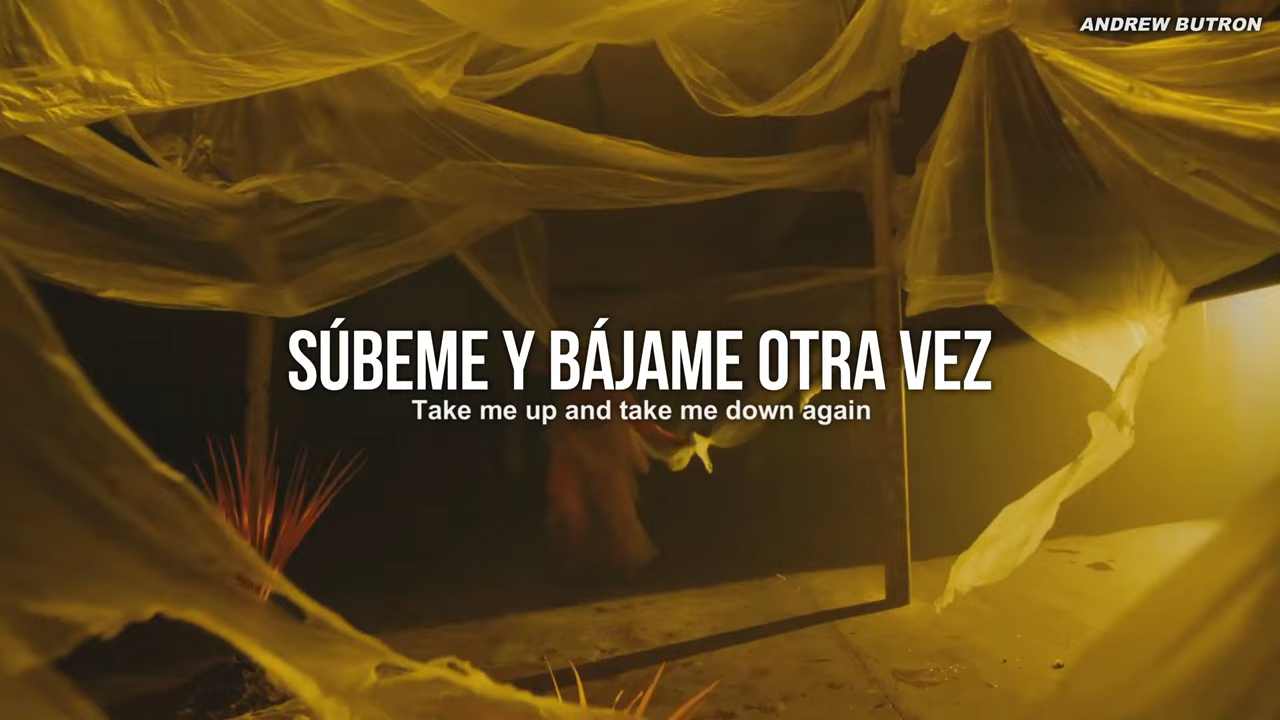 ANDREW BUTRON
SÚBEME Y BÁJAME OTRA VEZ
Take me up and take me down again